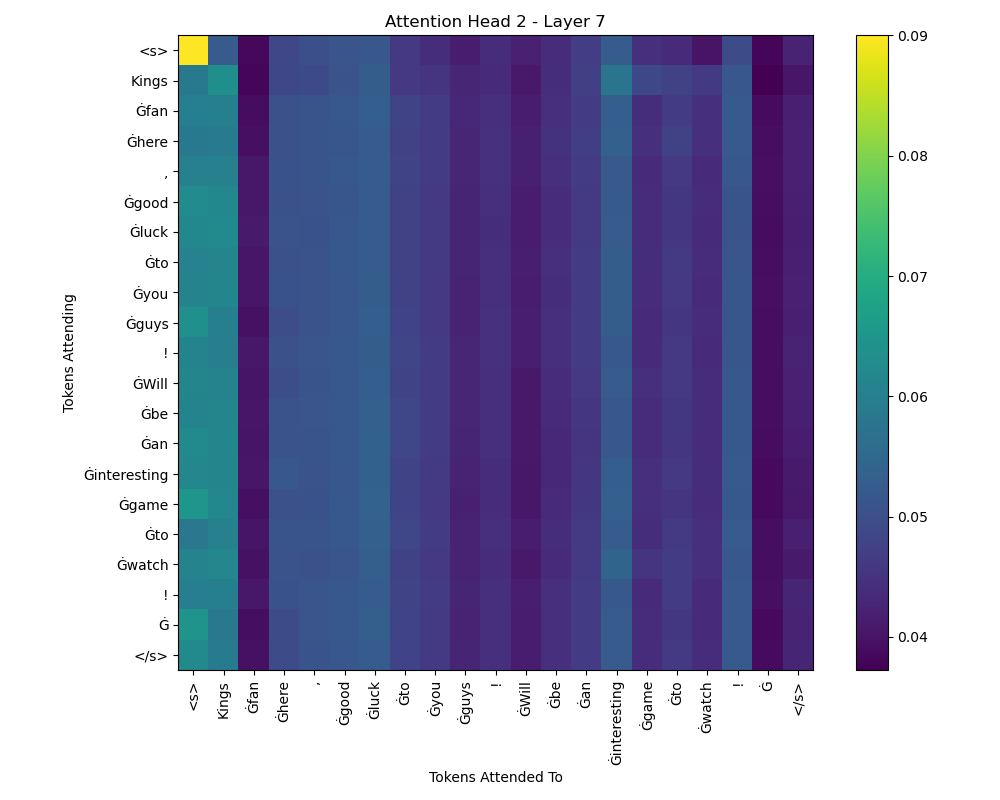 Attention Head 2 - Layer 7
<s>
Kings
Ġfan
Ġhere
,
Ġgood
Ġluck
Ġto
Ġyou
Ġguys
!
ĠWill
Ġbe
Ġan
Ġinteresting
Ġgame
Ġto
Ġwatch
!
Ġ
</s>
Tokens Attending
<s>
Kings
Ġfan
Ġhere
,
Ġgood
Ġluck
Ġto
Ġyou
Ġguys
!
ĠWill
Ġbe
Ġan
Ġinteresting
Ġgame
Ġto
Ġwatch
!
Ġ
</s>
Tokens Attended To
0.09
0.08
0.07
0.06
0.05
0.04